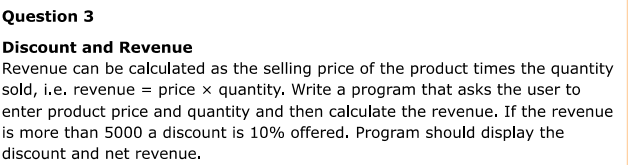 Question 3
Discount and Revenue
Revenue can be calculated as the selling price of the product times the quantity
sold, i.e. revenue = price × quantity. Write a program that asks the user to
enter product price and quantity and then calculate the revenue. If the revenue
is more than 5000 a discount is 10% offered. Program should display the
discount and net revenue.